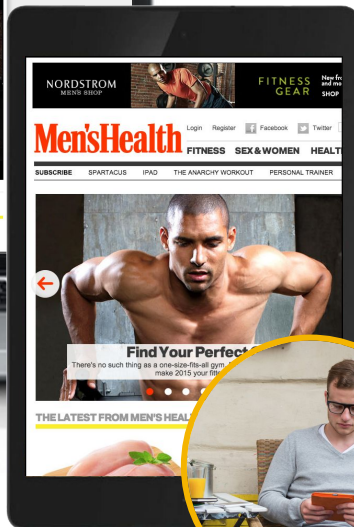 NORDSTROM
MEN'S SHOP
FITNESS
GEAR
SHOP
Men'sHealth
Login Register Facebook Twitter
FITNESS SEX & WOMEN
SUBSCRIBE SPARTACUS IPAD THE ANARCHY WORKOUT PERSONAL TRAINER
Find Your Perfect
There's no such thing as a one-size-fits-all gym.
make 2015 your
THE LATEST FROM MEN'S